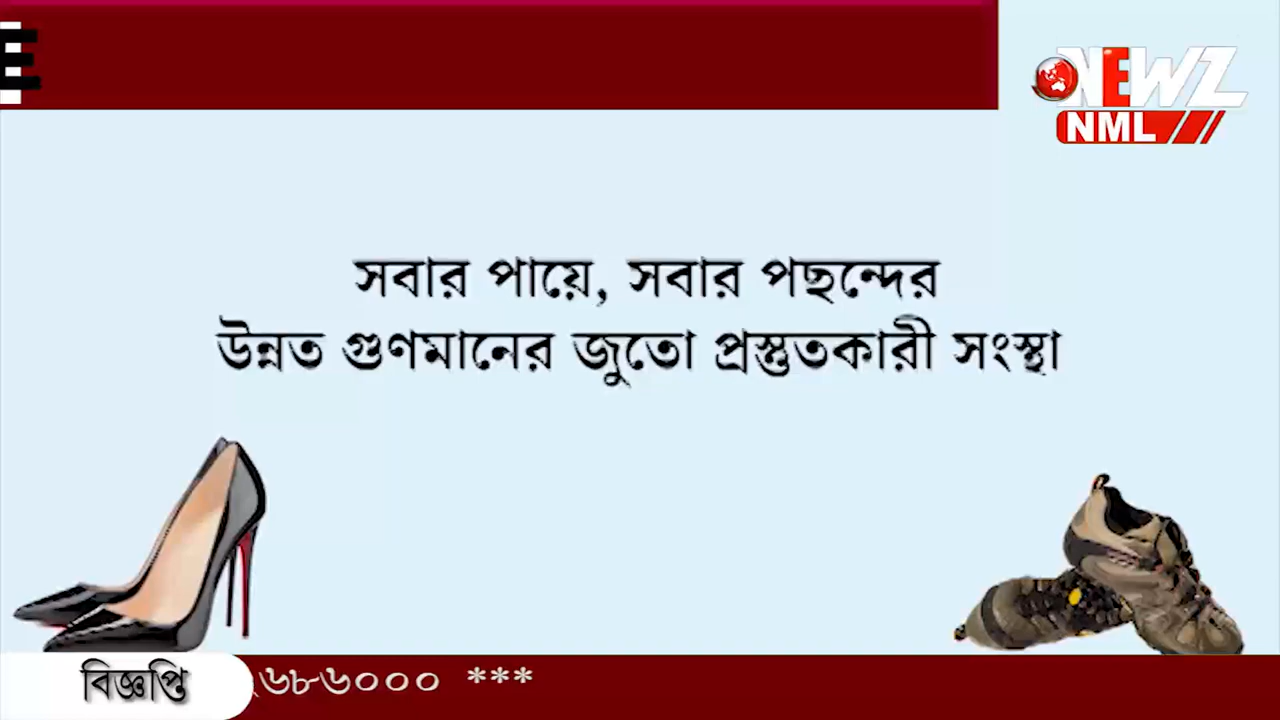 E
NEWZ
NML
সবার পায়ে, সবার পছন্দের
উন্নত গুণমানের জুতো প্রস্তুতকারী সংস্থা
বিজ্ঞপ্তি
৬৮৬০০০ ***